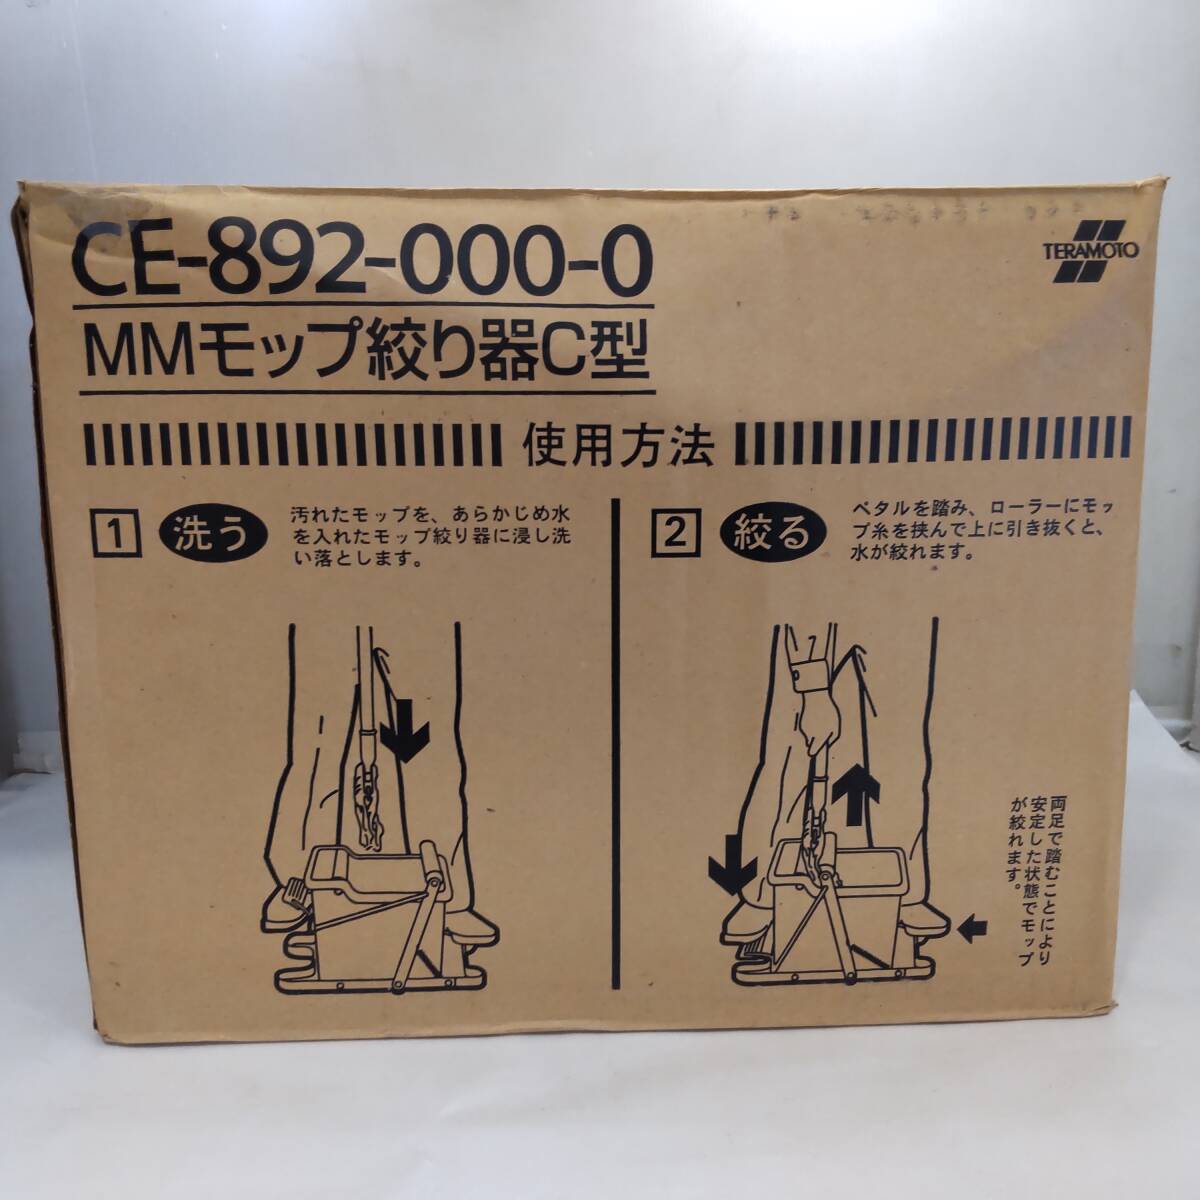 CE-892-000-0
TERAMOTO
MMモップ絞り器C型
使用方法
1 洗う
汚れたモップを、あらかじめ水
を入れたモップ絞り器に浸し洗
い落とします。
2 絞る
ペタルを踏み、ローラーにモッ
プ糸を挟んで上に引き抜くと、
水が絞れます。
両足で踏むことにより
安定した状態でモップ
が絞れます。